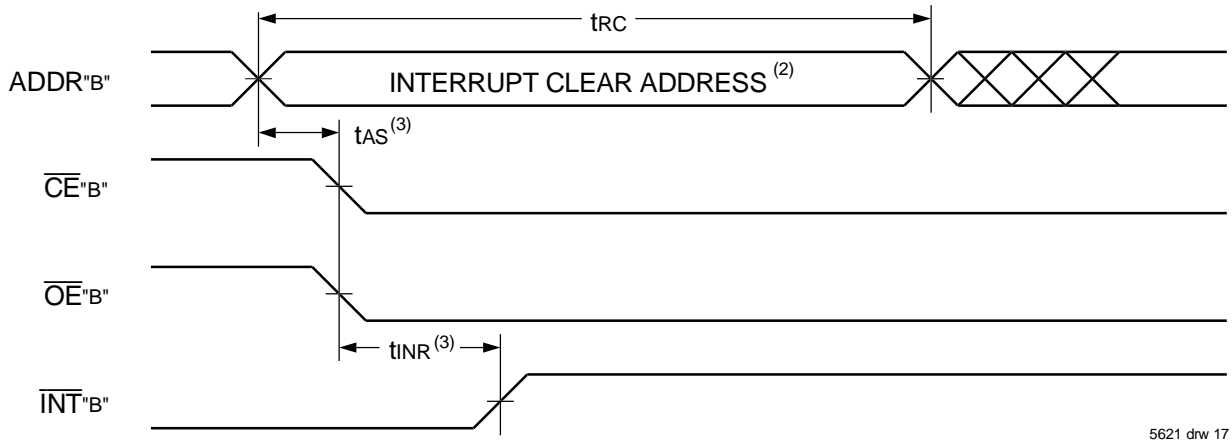 tRC
ADDR"B"
INTERRUPT CLEAR ADDRESS (2)
tAS(3)
CE"B"
OE"B"
tINR(3)
INT"B"
5621 drw 17